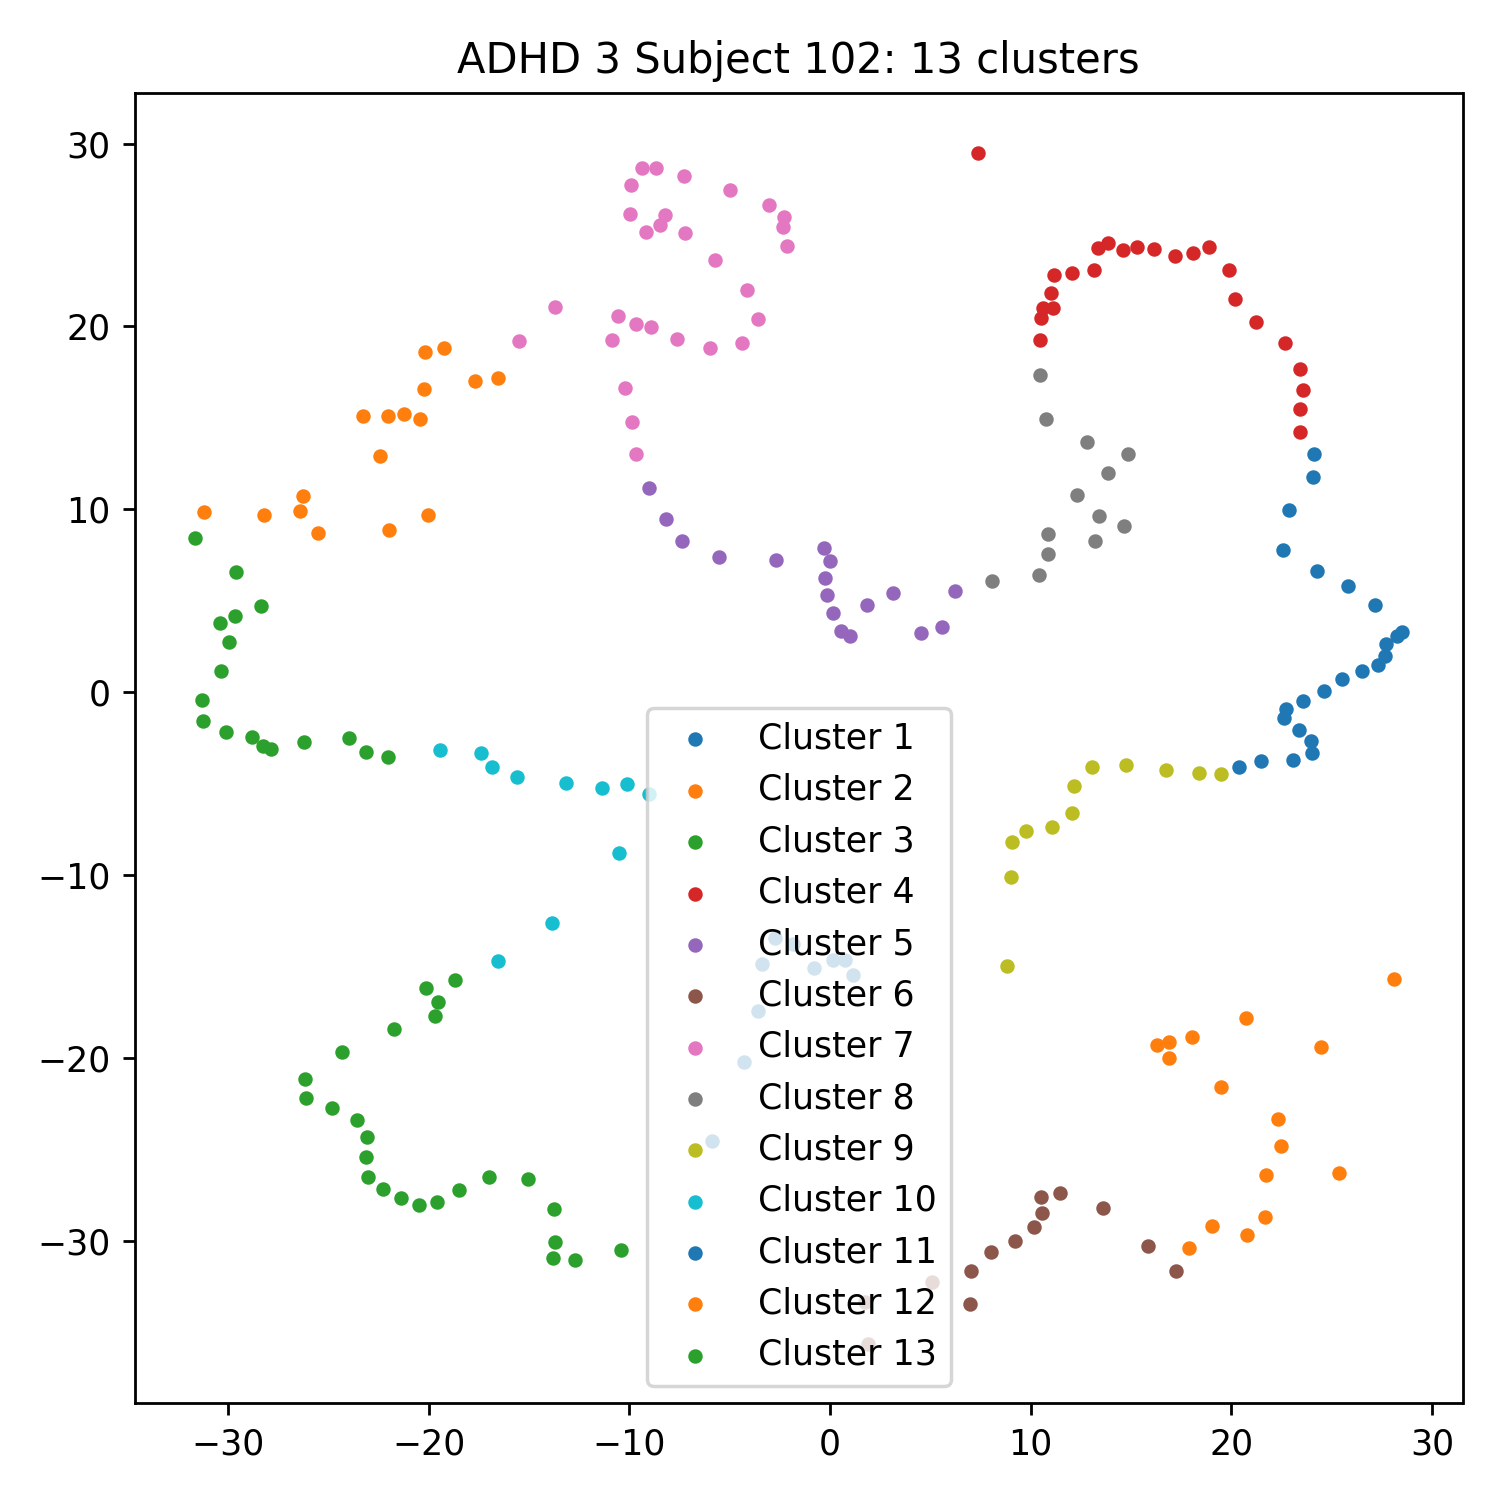 ADHD 3 Subject 102: 13 clusters
30
20
10
0
−10
−20
−30
Cluster 1
Cluster 2
Cluster 3
Cluster 4
Cluster 5
Cluster 6
Cluster 7
Cluster 8
Cluster 9
Cluster 10
Cluster 11
Cluster 12
Cluster 13
−30 −20 −10 0 10 20 30